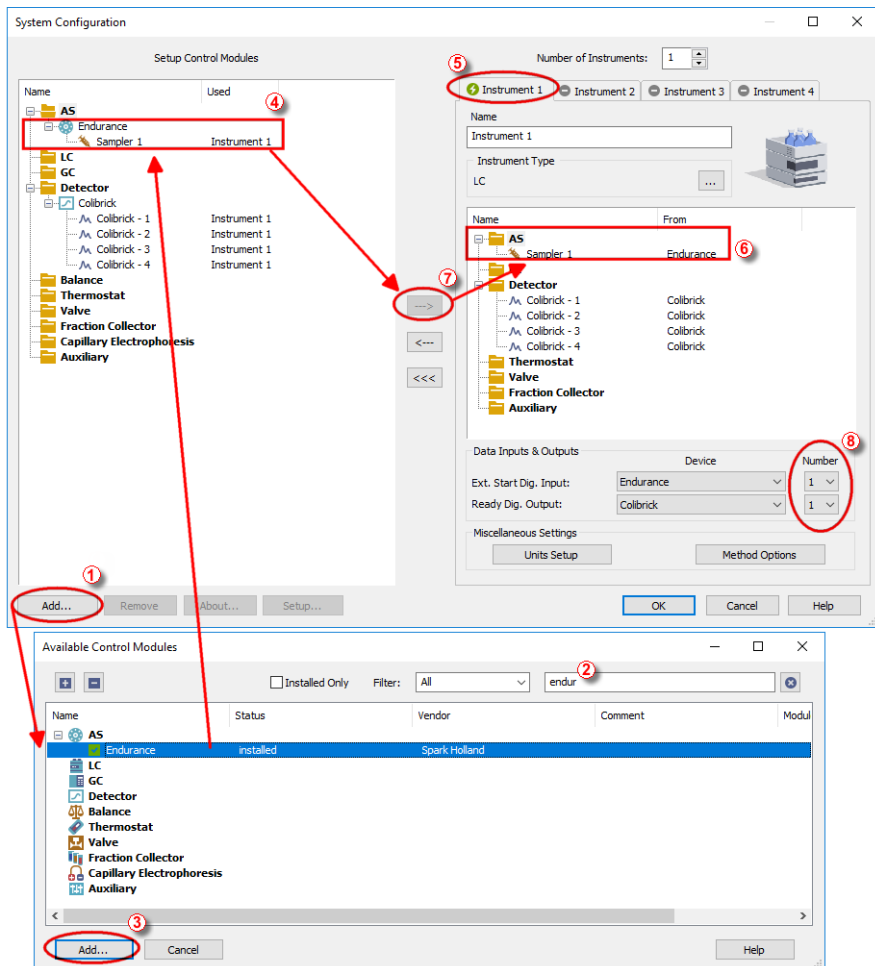 System Configuration
Setup Control Modules
Name Used
④
AS
Endurance
Sampler 1 Instrument 1
LC
GC
Detector
Colibrick
Colibrick - 1 Instrument 1
Colibrick - 2 Instrument 1
Colibrick - 3 Instrument 1
Colibrick - 4 Instrument 1
Balance
Thermostat
Valve
Fraction Collector
Capillary Electrophoresis
Auxiliary
①
Add... Remove About... Setup...
⑦
--->
<---
<<<
Number of Instruments: 1
⑤
Instrument 1 Instrument 2 Instrument 3 Instrument 4
Name
Instrument 1
Instrument Type
LC ...
Name From
AS
Sampler 1 Endurance
⑥
Detector
Colibrick - 1 Colibrick
Colibrick - 2 Colibrick
Colibrick - 3 Colibrick
Colibrick - 4 Colibrick
Thermostat
Valve
Fraction Collector
Auxiliary
⑧
Data Inputs & Outputs
Device Number
Ext. Start Dig. Input: Endurance 1
Ready Dig. Output: Colibrick 1
Miscellaneous Settings
Units Setup Method Options
OK Cancel Help
Available Control Modules
②
Installed Only Filter: All endur
Name Status Vendor Comment Modul
AS
Endurance installed Spark Holland
LC
GC
Detector
Balance
Thermostat
Valve
Fraction Collector
Capillary Electrophoresis
Auxiliary
③
Add... Cancel Help